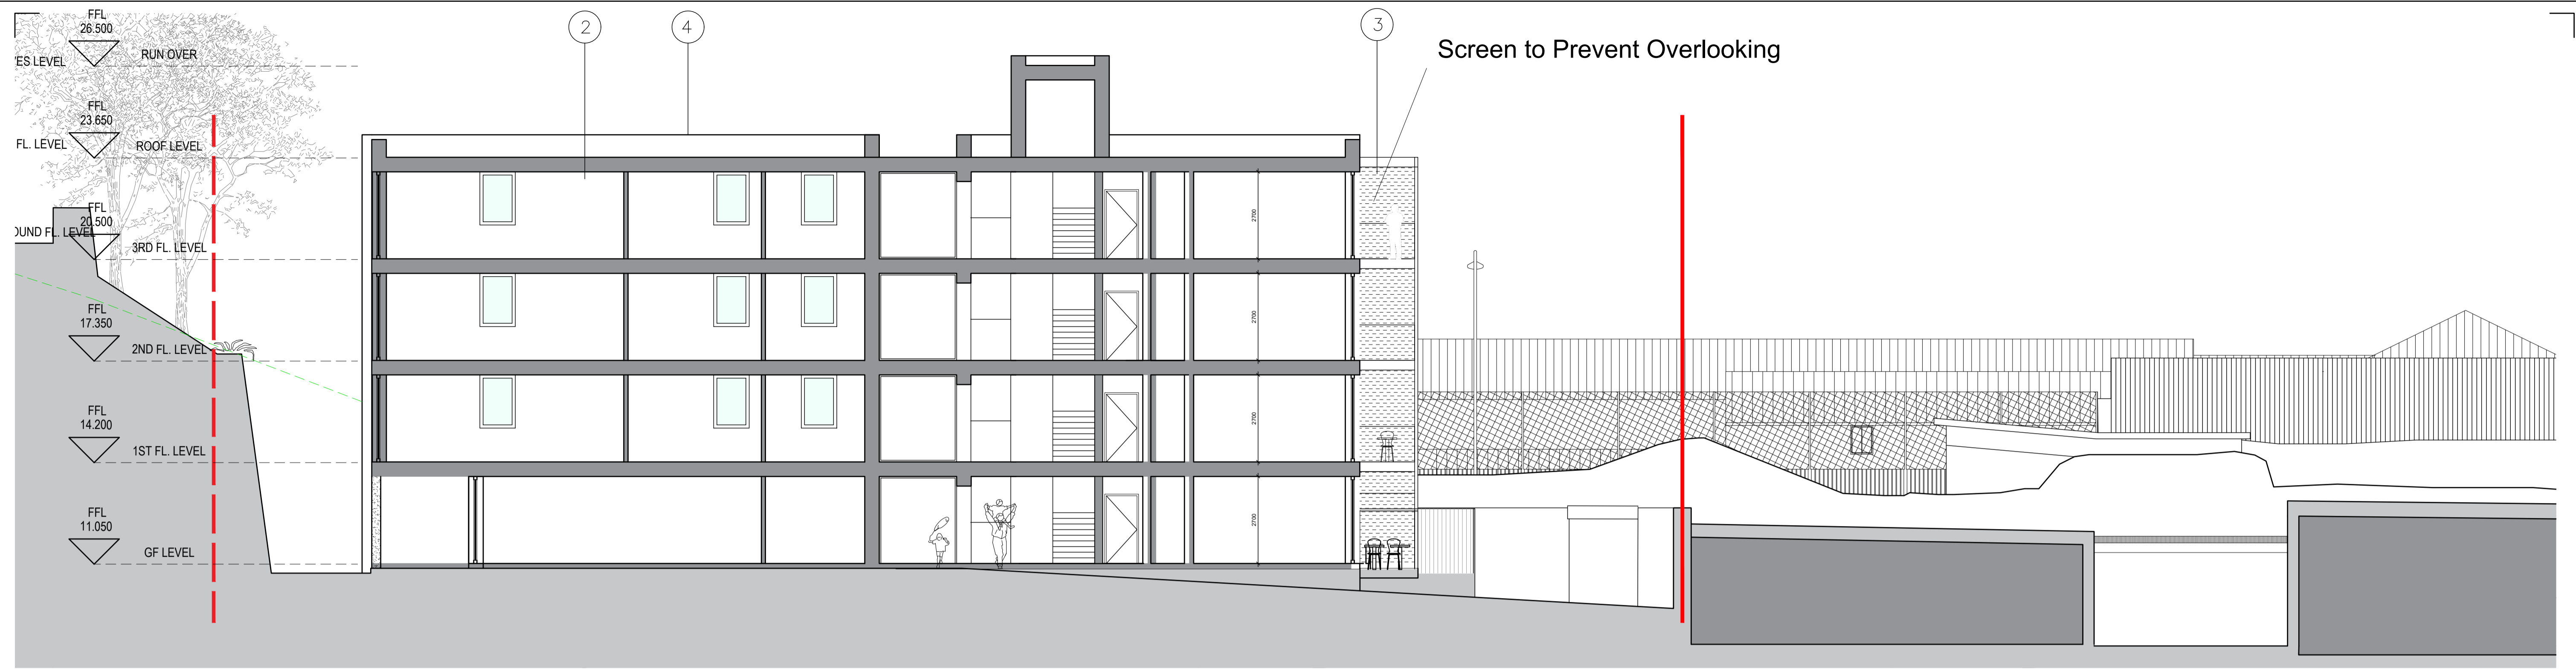 FFL
26.500
RUN OVER
ES LEVEL
2
4
3
Screen to Prevent Overlooking
FFL
23.650
FL. LEVEL
ROOF LEVEL
FFL
20.500
OUND FL. LEVEL
3RD FL. LEVEL
2700
FFL
17.350
2ND FL. LEVEL
2700
FFL
14.200
1ST FL. LEVEL
2700
FFL
11.050
GF LEVEL
2700